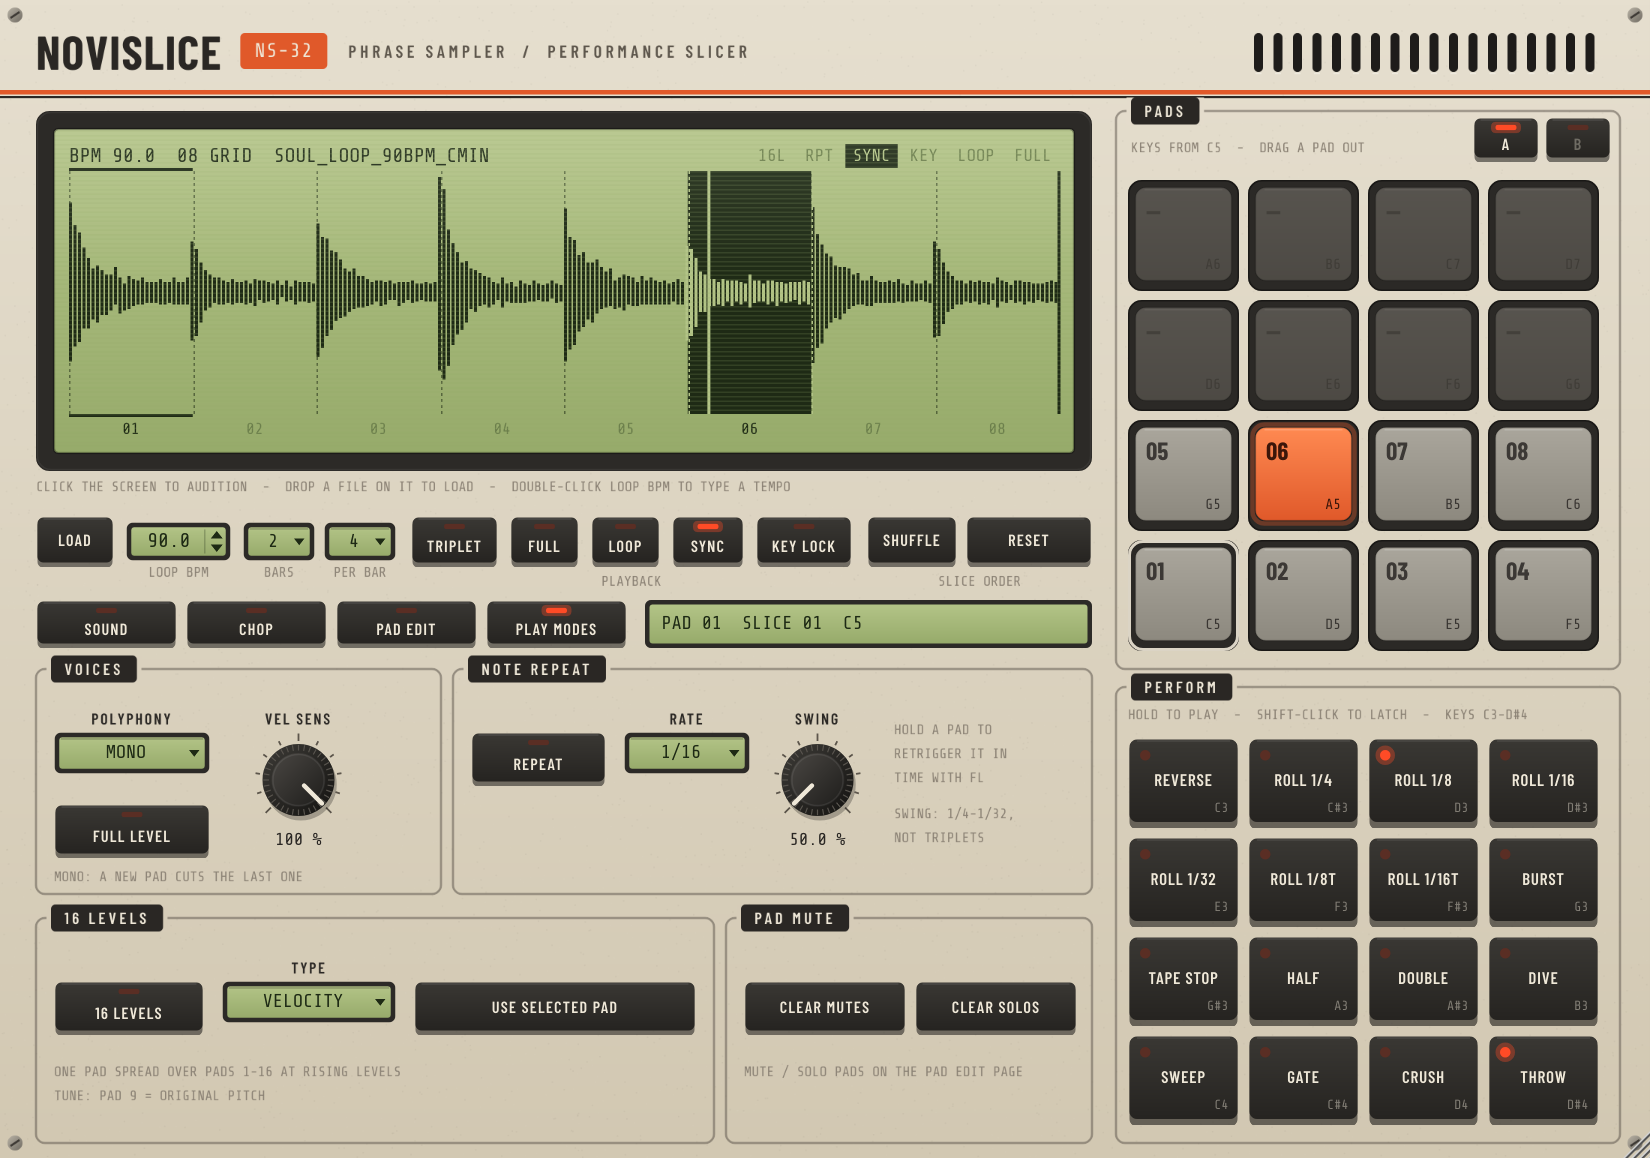 NOVISLICE NS-32 PHRASE SAMPLER / PERFORMANCE SLICER
BPM 90.0 08 GRID SOUL_LOOP_90BPM_CMIN 16L RPT SYNC KEY LOOP FULL
01 02 03 04 05 06 07 08
CLICK THE SCREEN TO AUDITION - DROP A FILE ON IT TO LOAD - DOUBLE-CLICK LOOP BPM TO TYPE A TEMPO
LOAD 90.0 2 4 TRIPLET FULL LOOP SYNC KEY LOCK SHUFFLE RESET
LOOP BPM BARS PER BAR PLAYBACK SLICE ORDER
SOUND CHOP PAD EDIT PLAY MODES PAD 01 SLICE 01 C5
VOICES
POLYPHONY VEL SENS
MONO
FULL LEVEL 100 %
MONO: A NEW PAD CUTS THE LAST ONE
NOTE REPEAT
RATE SWING
REPEAT 1/16
50.0 %
HOLD A PAD TO
RETRIGGER IT IN
TIME WITH FL
SWING: 1/4-1/32,
NOT TRIPLETS
16 LEVELS
TYPE
16 LEVELS VELOCITY USE SELECTED PAD
ONE PAD SPREAD OVER PADS 1-16 AT RISING LEVELS
TUNE: PAD 9 = ORIGINAL PITCH
PAD MUTE
CLEAR MUTES CLEAR SOLOS
MUTE / SOLO PADS ON THE PAD EDIT PAGE
PADS
KEYS FROM C5 - DRAG A PAD OUT A B
— — — —
A6 B6 C7 D7
— — — —
D6 E6 F6 G6
05 06 07 08
G5 A5 B5 C6
01 02 03 04
C5 D5 E5 F5
PERFORM
HOLD TO PLAY - SHIFT-CLICK TO LATCH - KEYS C3-D#4
REVERSE ROLL 1/4 ROLL 1/8 ROLL 1/16
C3 C#3 D3 D#3
ROLL 1/32 ROLL 1/8T ROLL 1/16T BURST
E3 F3 F#3 G3
TAPE STOP HALF DOUBLE DIVE
G#3 A3 A#3 B3
SWEEP GATE CRUSH THROW
C4 C#4 D4 D#4